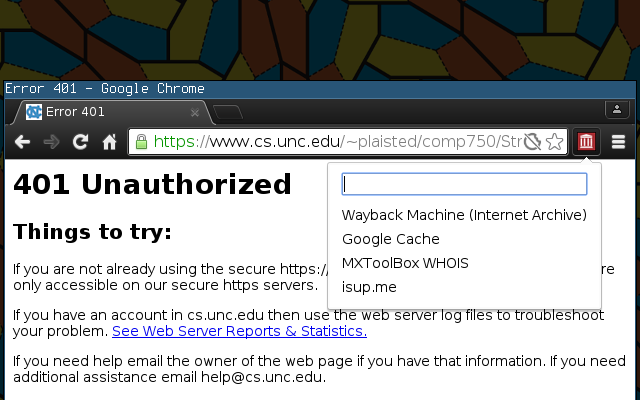 Error 401 - Google Chrome
Error 401
https://www.cs.unc.edu/~plaisted/comp750/Str
401 Unauthorized
Wayback Machine (Internet Archive)
Things to try:
Google Cache
MXToolBox WHOIS
isup.me
If you are not already using the secure https:// re
only accessible on our secure https servers.
If you have an account in cs.unc.edu then use the web server log files to troubleshoot
your problem. See Web Server Reports & Statistics.
If you need help email the owner of the web page if you have that information. If you need
additional assistance email help@cs.unc.edu.